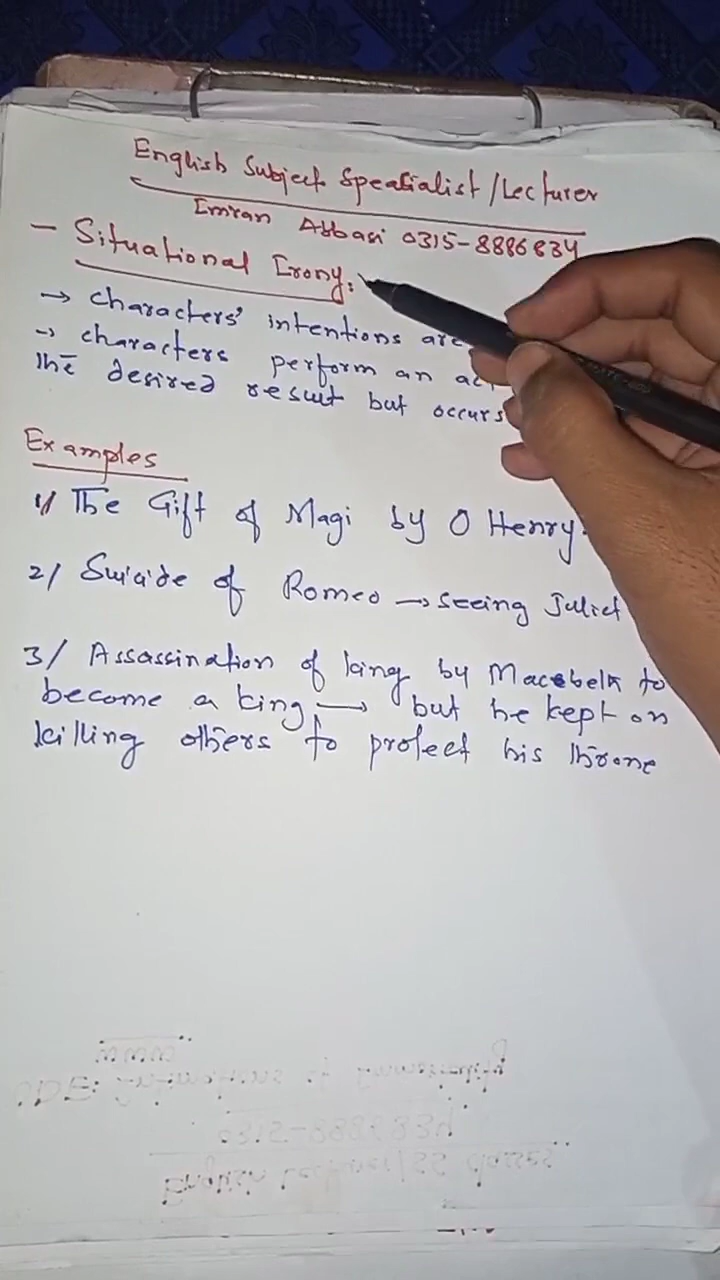 English Subject Specialist/Lecturer
Imran Abbasi 0315-8886834
- Situational Irony:
→ characters' intentions are
→ characters perform an ac
the desired result but occurs
Examples
1/ The Gift of Magi by O Henry
2/ Suicide of Romeo → seeing Juliet
3/ Assassination of king by Macebeth to
become a king → but he kept on
killing others to protect his throne